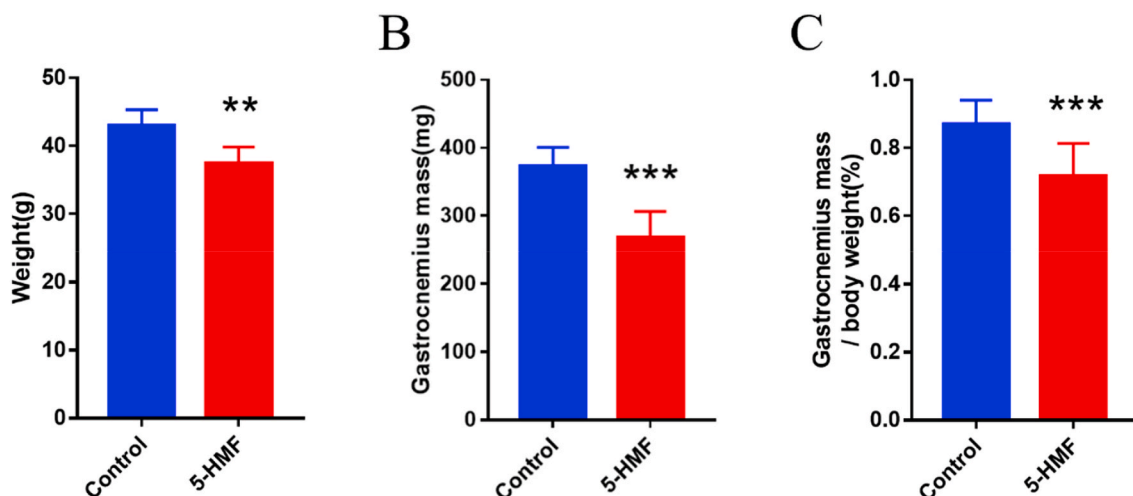 B
C
50
40
30
20
10
0
Weight(g)
**
Control
5-HMF
500
400
300
200
100
0
Gastrocnemius mass(mg)
***
Control
5-HMF
1.0
0.8
0.6
0.4
0.2
0.0
Gastrocnemius mass
/ body weight(%)
***
Control
5-HMF